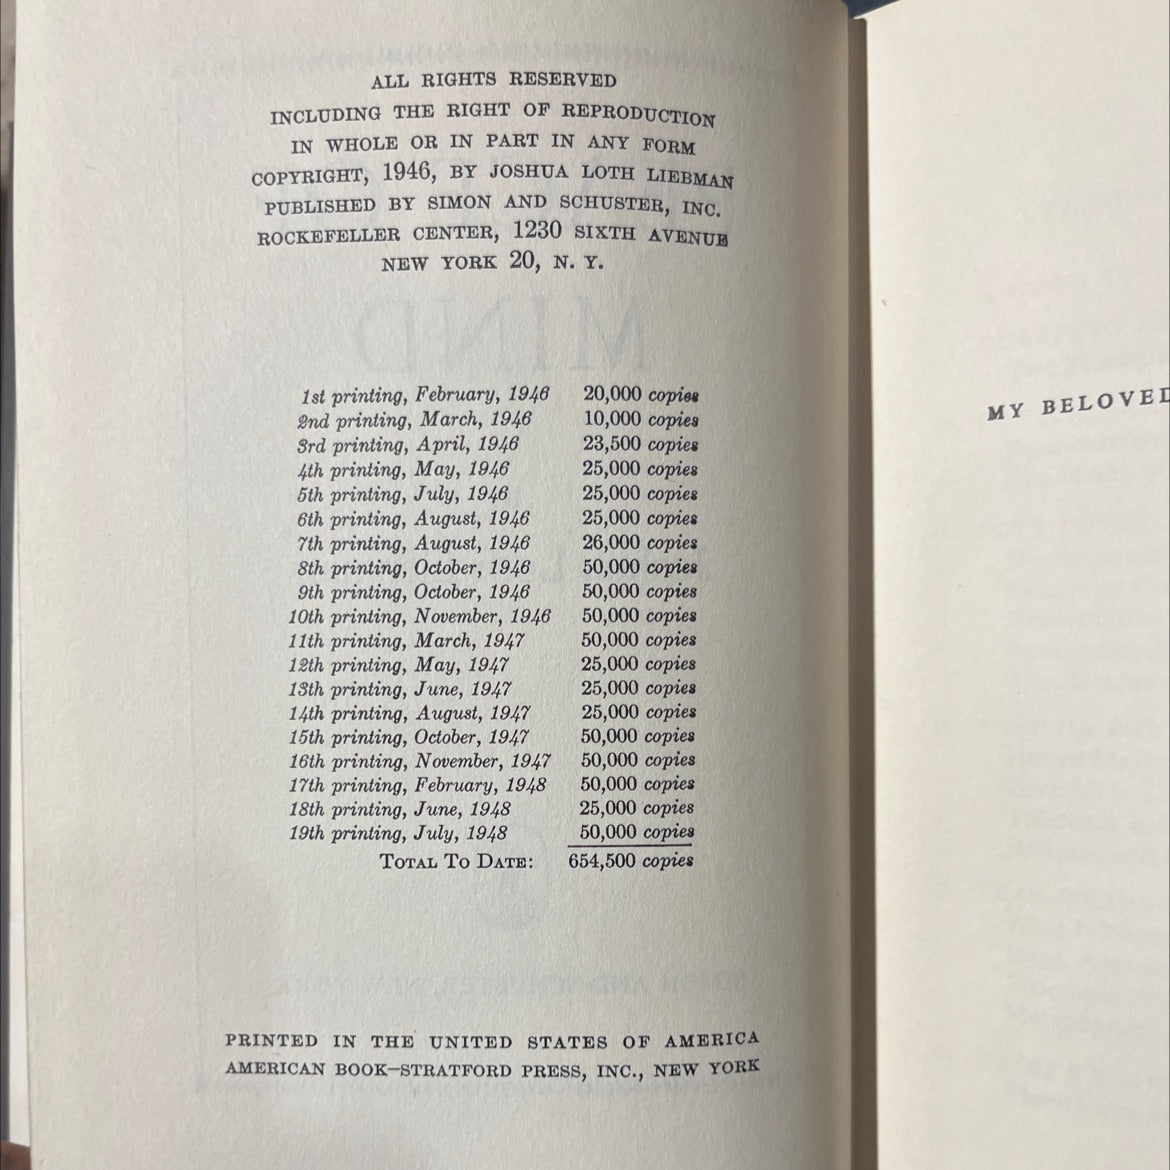 ALL RIGHTS RESERVED
INCLUDING THE RIGHT OF REPRODUCTION
IN WHOLE OR IN PART IN ANY FORM
COPYRIGHT, 1946, BY JOSHUA LOTH LIEBMAN
PUBLISHED BY SIMON AND SCHUSTER, INC.
ROCKEFELLER CENTER, 1230 SIXTH AVENUE
NEW YORK 20, N. Y.
1st printing, February, 1946 20,000 copies
2nd printing, March, 1946 10,000 copies
3rd printing, April, 1946 23,500 copies
4th printing, May, 1946 25,000 copies
5th printing, July, 1946 25,000 copies
6th printing, August, 1946 25,000 copies
7th printing, August, 1946 26,000 copies
8th printing, October, 1946 50,000 copies
9th printing, October, 1946 50,000 copies
10th printing, November, 1946 50,000 copies
11th printing, March, 1947 50,000 copies
12th printing, May, 1947 25,000 copies
13th printing, June, 1947 25,000 copies
14th printing, August, 1947 25,000 copies
15th printing, October, 1947 50,000 copies
16th printing, November, 1947 50,000 copies
17th printing, February, 1948 50,000 copies
18th printing, June, 1948 25,000 copies
19th printing, July, 1948 50,000 copies
TOTAL TO DATE: 654,500 copies
PRINTED IN THE UNITED STATES OF AMERICA
AMERICAN BOOK—STRATFORD PRESS, INC., NEW YORK
MY BELOVED